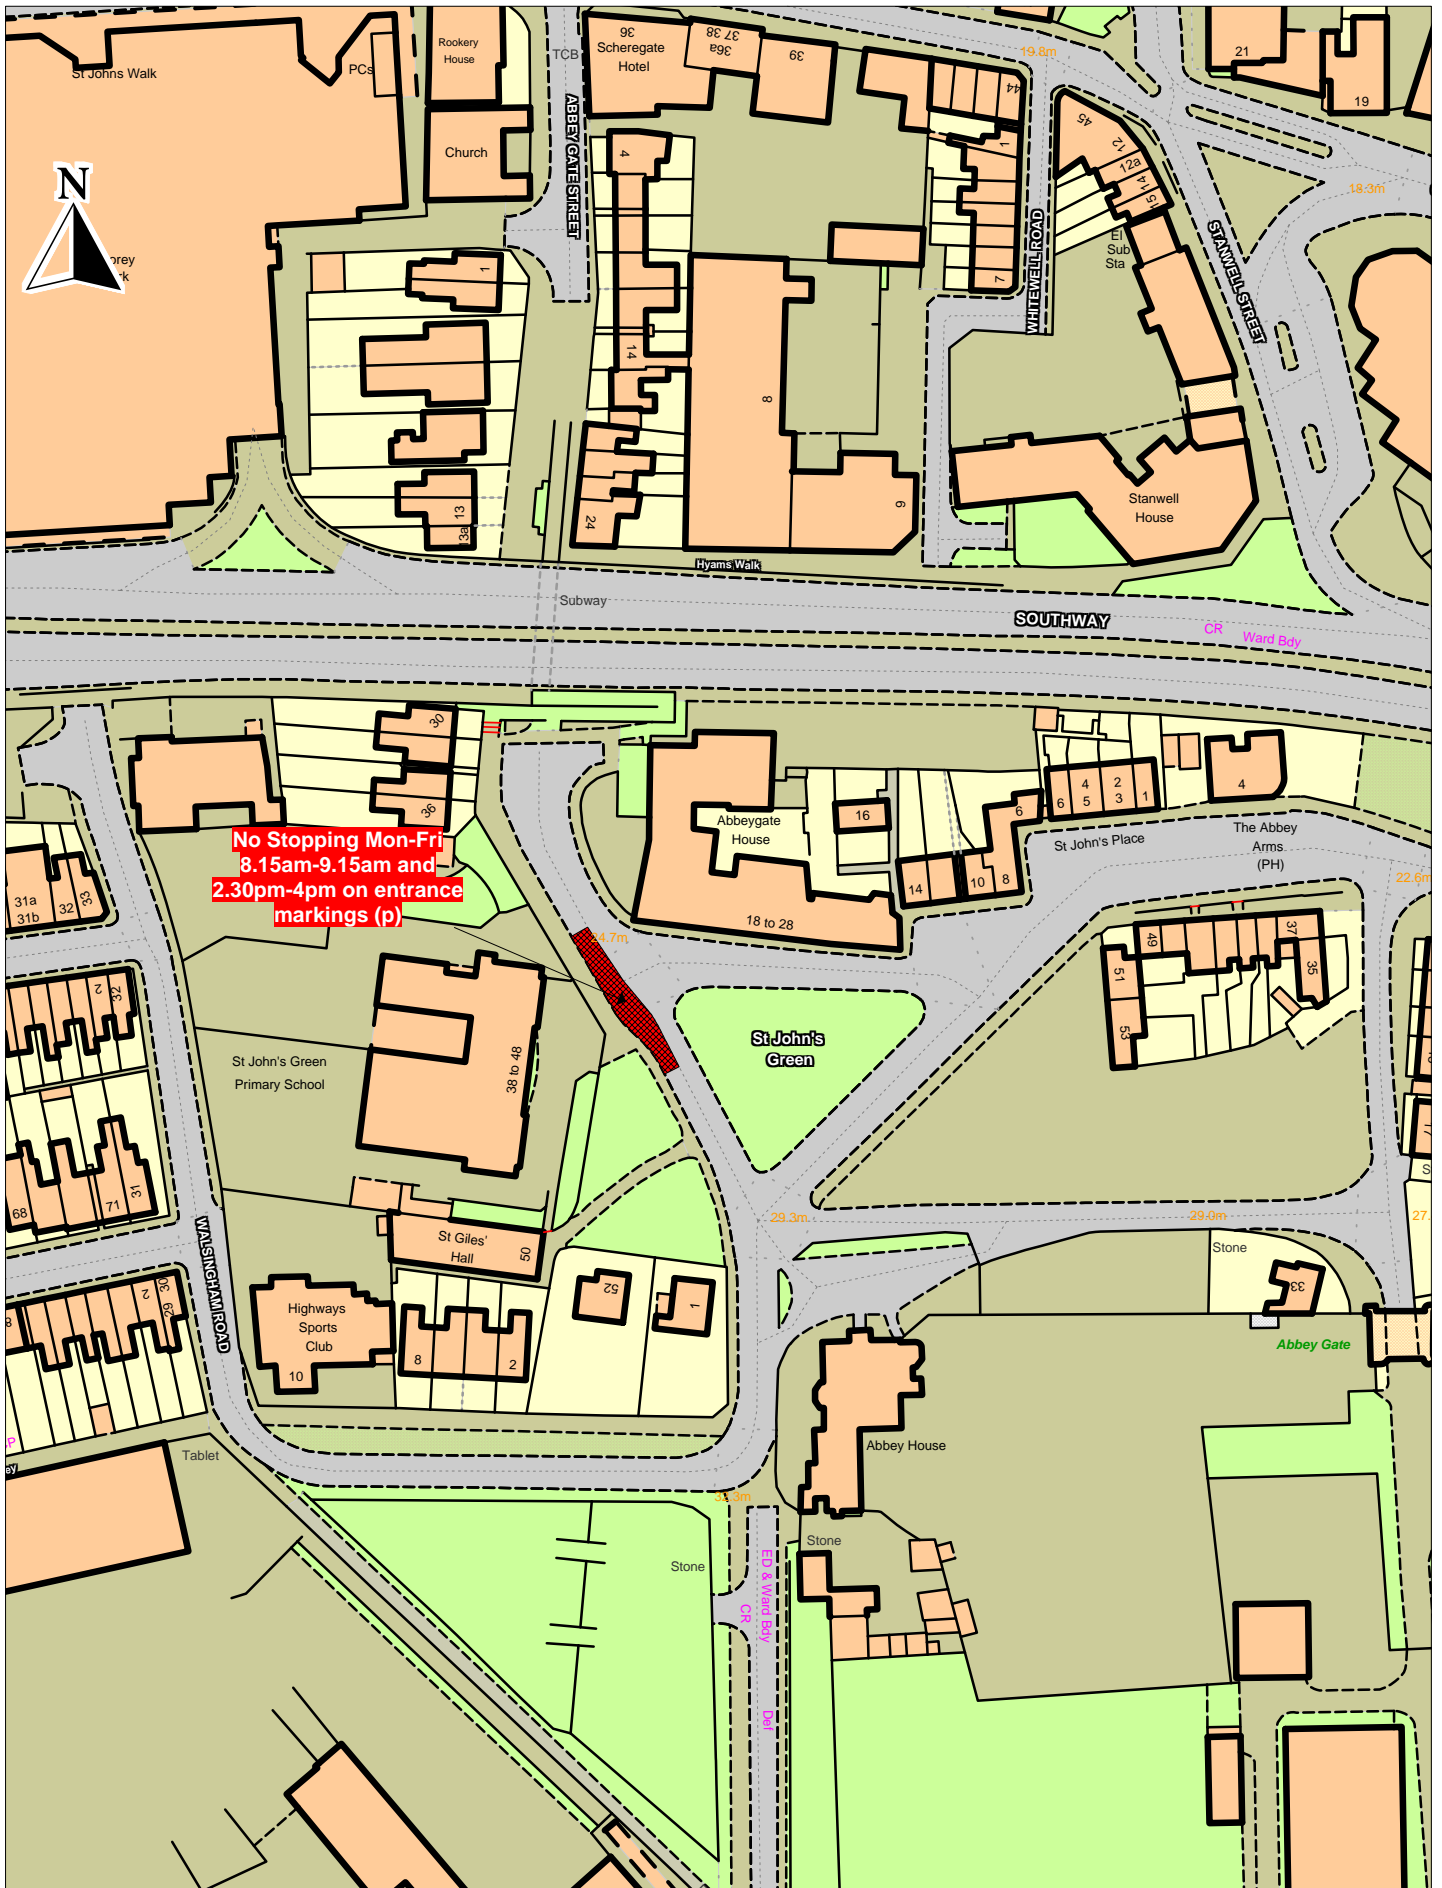 St Johns Walk
PCs
Rookery
House
Church
N
TCB
ABBEY GATE STREET
36
Scheregate
Hotel
37 38
36a
39
44
19.8m
21
19
45
12
12a
14
15
18.3m
STANWELL STREET
WHITEWELL ROAD
El
Sub
Sta
1
7
4
14
24
8
9
1
13
13a
Stanwell
House
Hyams Walk
Subway
SOUTHWAY
CR
Ward Bdy
30
36
No Stopping Mon-Fri
8.15am-9.15am and
2.30pm-4pm on entrance
markings (p)
Abbeygate
House
16
14
10
8
6
6
4
5
2
3
1
4
18 to 28
St John's Place
The Abbey
Arms
(PH)
22.6m
24.7m
31a
31b
32
33
2
32
St John's Green
Primary School
38 to 48
St John's
Green
49
51
53
37
35
17
68
71
31
WALSINGHAM ROAD
St Giles'
Hall
50
52
1
29.3m
29.0m
27.
Stone
33
Abbey Gate
2
30
29
8
Highways
Sports
Club
10
8
2
Abbey House
Tablet
32.3m
Stone
Stone
ED & Ward Bdy
CR
Def